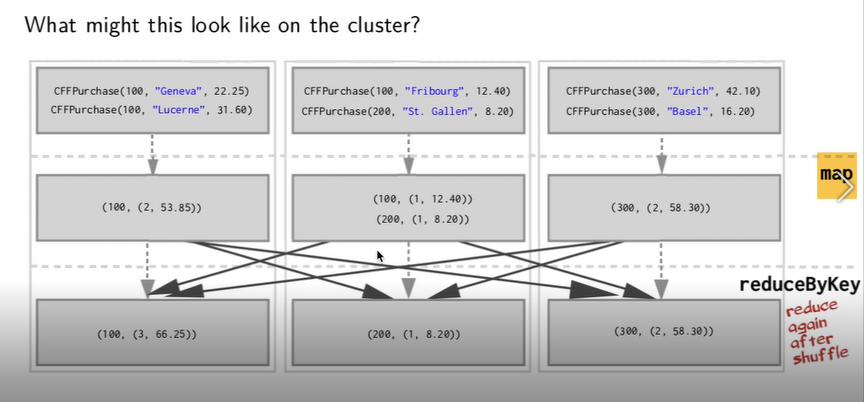 What might this look like on the cluster?
CFFPurchase(100, "Geneva", 22.25)
CFFPurchase(100, "Lucerne", 31.60)
CFFPurchase(100, "Fribourg", 12.40)
CFFPurchase(200, "St. Gallen", 8.20)
CFFPurchase(300, "Zurich", 42.10)
CFFPurchase(300, "Basel", 16.20)
map
(100, (2, 53.85))
(100, (1, 12.40))
(200, (1, 8.20))
(300, (2, 58.30))
reduceByKey
reduce
again
after
shuffle
(100, (3, 66.25))
(200, (1, 8.20))
(300, (2, 58.30))